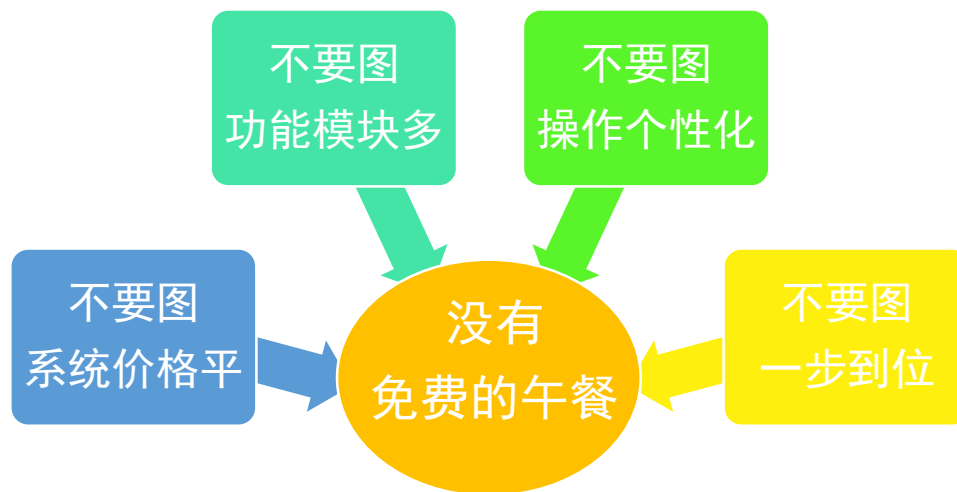 不要图
功能模块多
不要图
操作个性化
不要图
系统价格平
没有
免费的午餐
不要图
一步到位